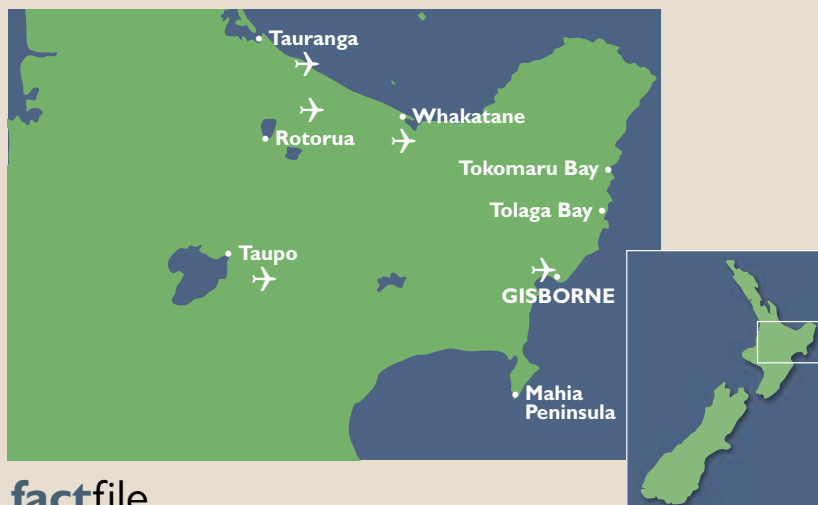 Tauranga
Whakatane
Rotorua
Tokomaru Bay
Tolaga Bay
Taupo
GISBORNE
Mahia
Peninsula
factfile